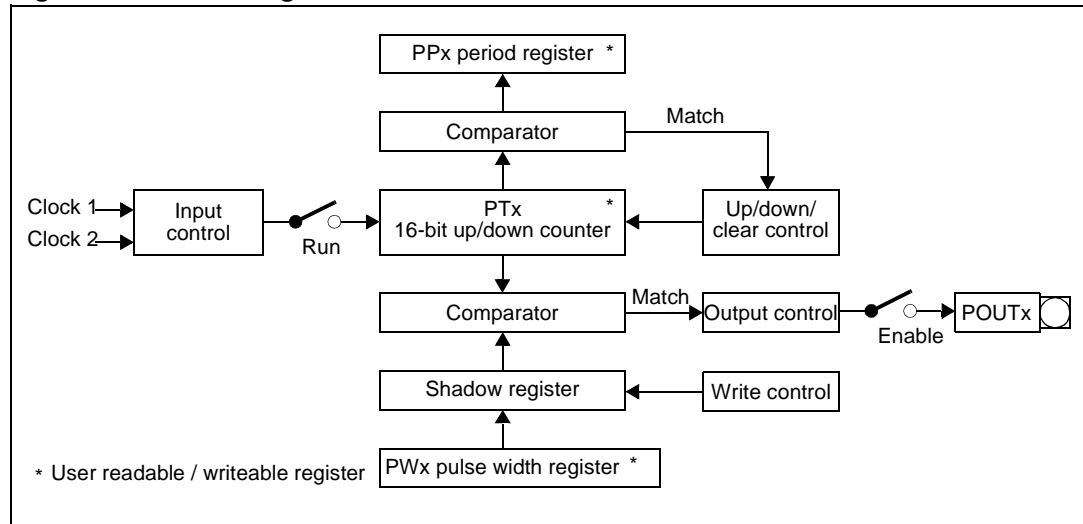 PPx period register *
Comparator
Match
Clock 1
Clock 2
Input
control
Run
PTx *
16-bit up/down counter
Up/down/
clear control
Comparator
Match
Output control
Enable
POUTx
Shadow register
Write control
* User readable / writeable register
PWx pulse width register *